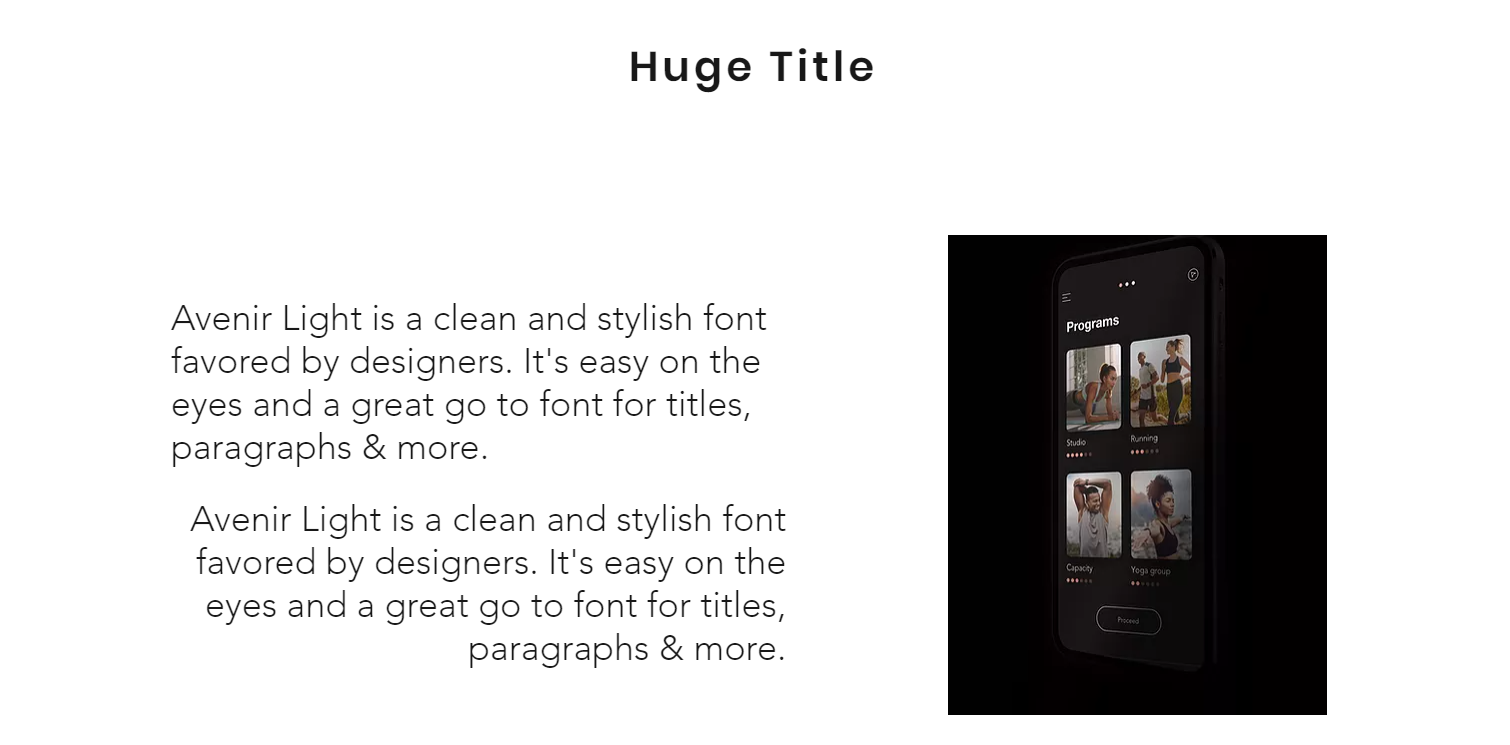 Huge Title
Avenir Light is a clean and stylish font
favored by designers. It's easy on the
eyes and a great go to font for titles,
paragraphs & more.
Avenir Light is a clean and stylish font
favored by designers. It's easy on the
eyes and a great go to font for titles,
paragraphs & more.
Programs
Studio
Running
Capacity
Yoga group
Proceed